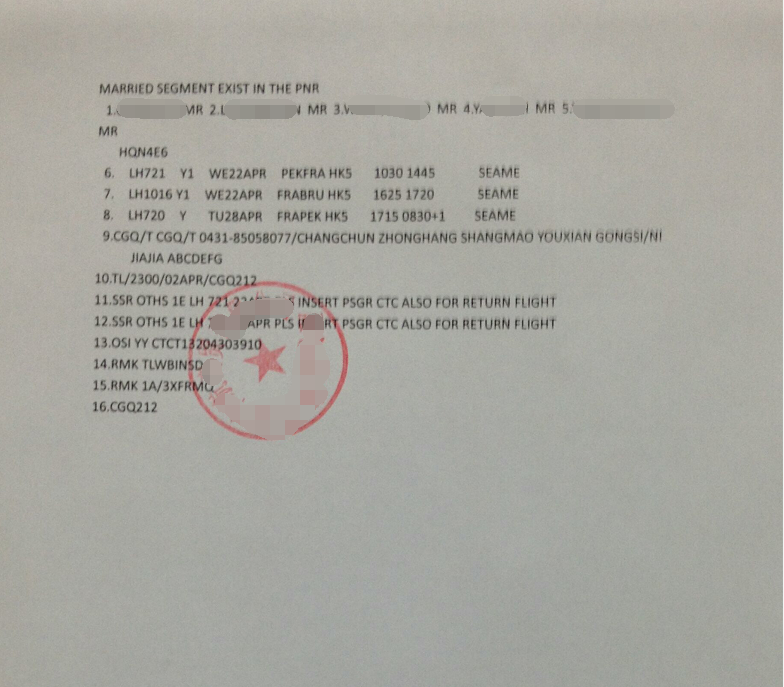 MARRIED SEGMENT EXIST IN THE PNR
1. MR 2. MR 3. MR 4. MR 5.
MR
HQN4E6
6. LH721 Y1 WE22APR PEKFRA HK5 1030 1445 SEAME
7. LH1016 Y1 WE22APR FRABRU HK5 1625 1720 SEAME
8. LH720 Y TU28APR FRAPEK HK5 1715 0830+1 SEAME
9.CGQ/T CGQ/T 0431-85058077/CHANGCHUN ZHONGHANG SHANGMAO YOUXIAN GONGSI/NI
JIAJIA ABCDEFG
10.TL/2300/02APR/CGQ212
11.SSR OTHS 1E LH 721 INSERT PSGR CTC ALSO FOR RETURN FLIGHT
12.SSR OTHS 1E LH PLS PSGR CTC ALSO FOR RETURN FLIGHT
13.OSI YY CTCT13204303910
14.RMK TLWBINSD
15.RMK
16.CGQ212